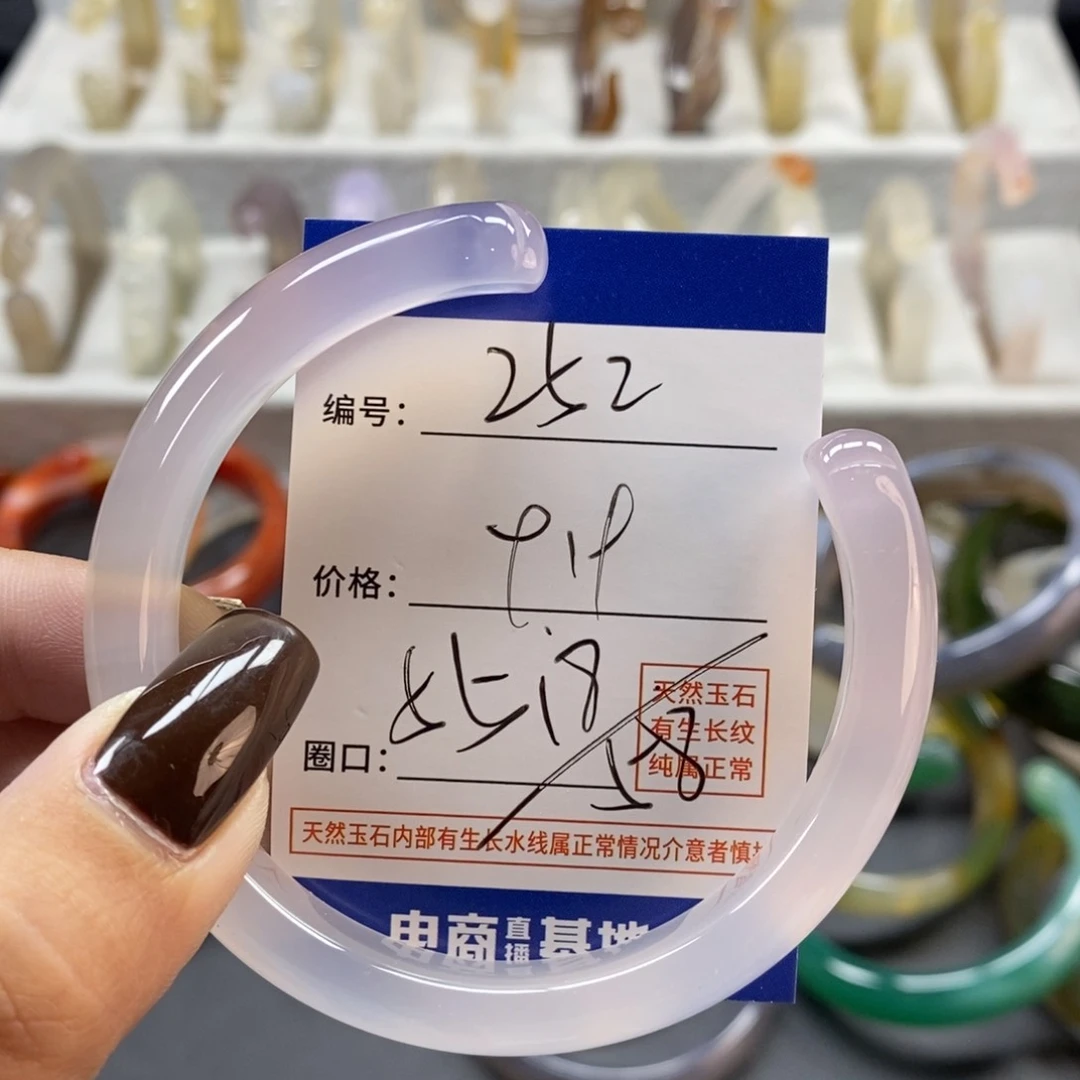 编号: 252
价格:
圈口:
58
天然玉石
有生长纹
纯属正常
天然玉石内部有生长水线属正常情况介意者慎
电商直播基地